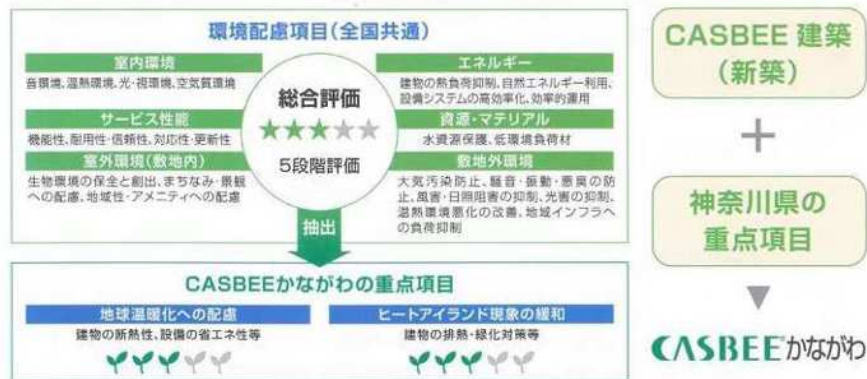 環境配慮項目(全国共通)
室内環境
音環境、温熱環境、光・視環境、空気質環境
サービス性能
機能性、耐用性・信頼性、対応性・更新性
室外環境(敷地内)
生物環境の保全と創出、まちなみ・景観
への配慮、地域性・アメニティへの配慮
総合評価
5段階評価
エネルギー
建物の熱負荷抑制、自然エネルギー利用、
設備システムの高効率化、効率的運用
資源・マテリアル
水資源保護、低環境負荷材
敷地外環境
大気汚染防止、騒音・振動・悪臭の防
止、風害・日照阻害の抑制、光害の抑制、
温熱環境悪化の改善、地域インフラへ
の負荷抑制
抽出
CASBEEかながわの重点項目
地球温暖化への配慮
建物の断熱性、設備の省エネ性等
ヒートアイランド現象の緩和
建物の排熱・緑化対策等
CASBEE 建築
(新築)
+
神奈川県の
重点項目
CASBEE®かながわ